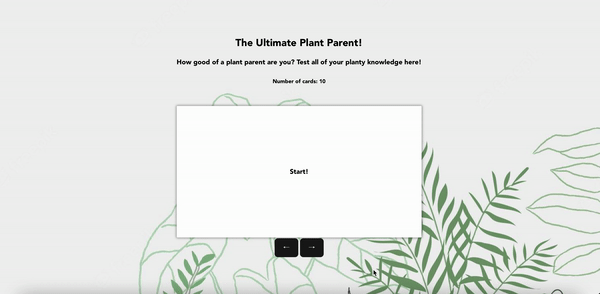 The Ultimate Plant Parent!
How good of a plant parent are you? Test all of your planty knowledge here!
Number of cards: 10
Start!
← →